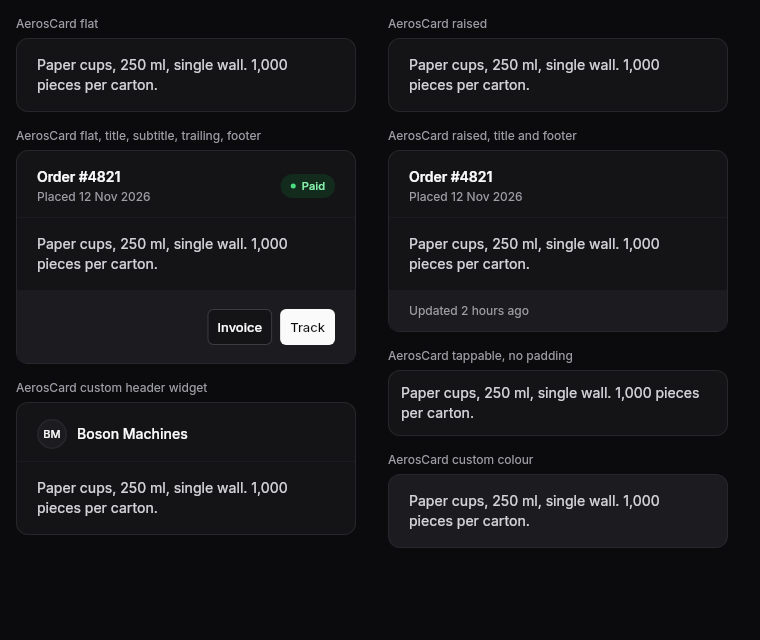 AerosCard flat
Paper cups, 250 ml, single wall. 1,000
pieces per carton.
AerosCard flat, title, subtitle, trailing, footer
Order #4821
Placed 12 Nov 2026
Paid
Paper cups, 250 ml, single wall. 1,000
pieces per carton.
Invoice
Track
AerosCard custom header widget
BM
Boson Machines
Paper cups, 250 ml, single wall. 1,000
pieces per carton.
AerosCard raised
Paper cups, 250 ml, single wall. 1,000
pieces per carton.
AerosCard raised, title and footer
Order #4821
Placed 12 Nov 2026
Paper cups, 250 ml, single wall. 1,000
pieces per carton.
Updated 2 hours ago
AerosCard tappable, no padding
Paper cups, 250 ml, single wall. 1,000 pieces
per carton.
AerosCard custom colour
Paper cups, 250 ml, single wall. 1,000
pieces per carton.